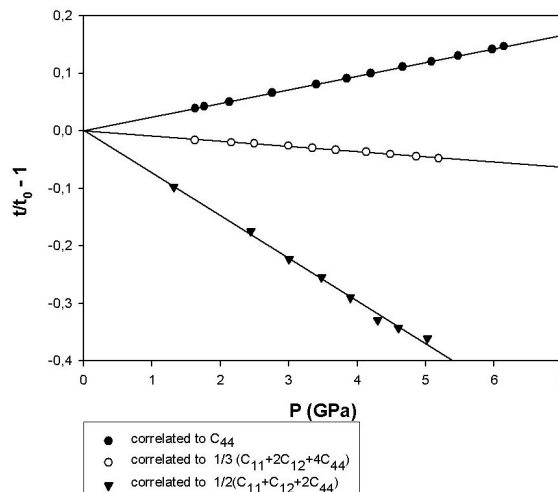 0,2
0,1
0,0
-0,1
-0,2
-0,3
-0,4
t/t₀ - 1
0 1 2 3 4 5 6
P (GPa)
correlated to C₄₄
correlated to 1/3 (C₁₁+2C₁₂+4C₄₄)
correlated to 1/2(C₁₁+C₁₂+2C₄₄)